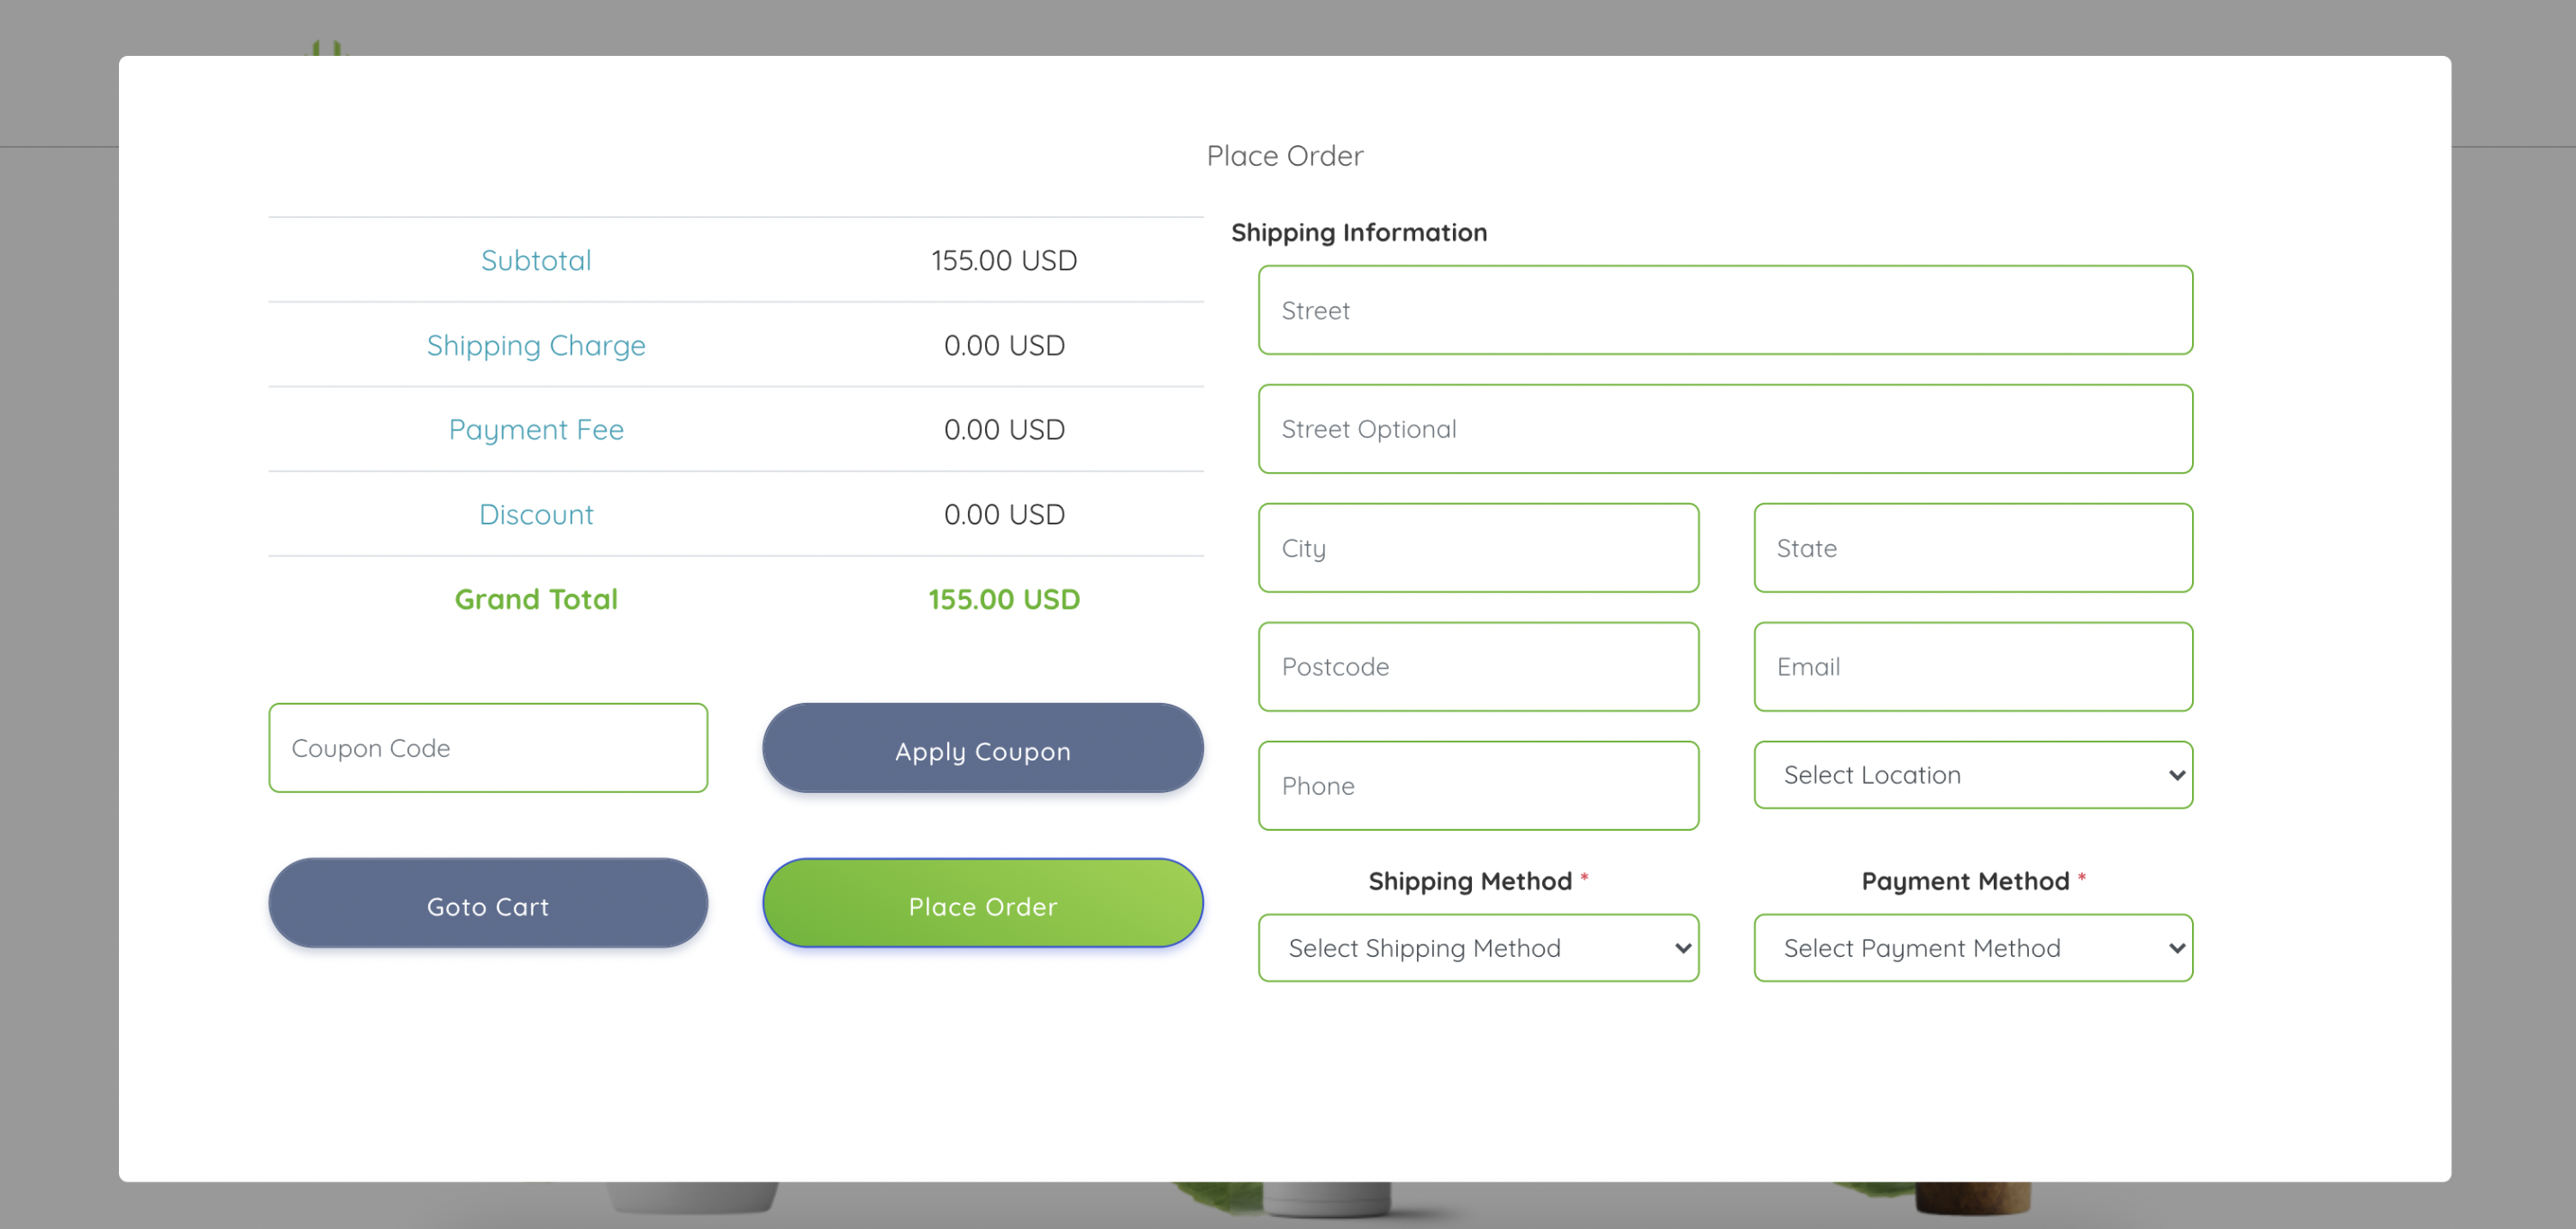 Place Order
Subtotal 155.00 USD
Shipping Charge 0.00 USD
Payment Fee 0.00 USD
Discount 0.00 USD
Grand Total 155.00 USD
Coupon Code
Apply Coupon
Goto Cart
Place Order
Shipping Information
Street
Street Optional
City
State
Postcode
Email
Phone
Select Location
Shipping Method *
Payment Method *
Select Shipping Method
Select Payment Method